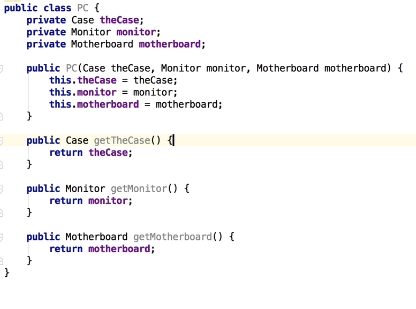 public class PC {
private Case theCase;
private Monitor monitor;
private Motherboard motherboard;
public PC(Case theCase, Monitor monitor, Motherboard motherboard) {
this.theCase = theCase;
this.monitor = monitor;
this.motherboard = motherboard;
}
public Case getTheCase() {
return theCase;
}
public Monitor getMonitor() {
return monitor;
}
public Motherboard getMotherboard() {
return motherboard;
}
}